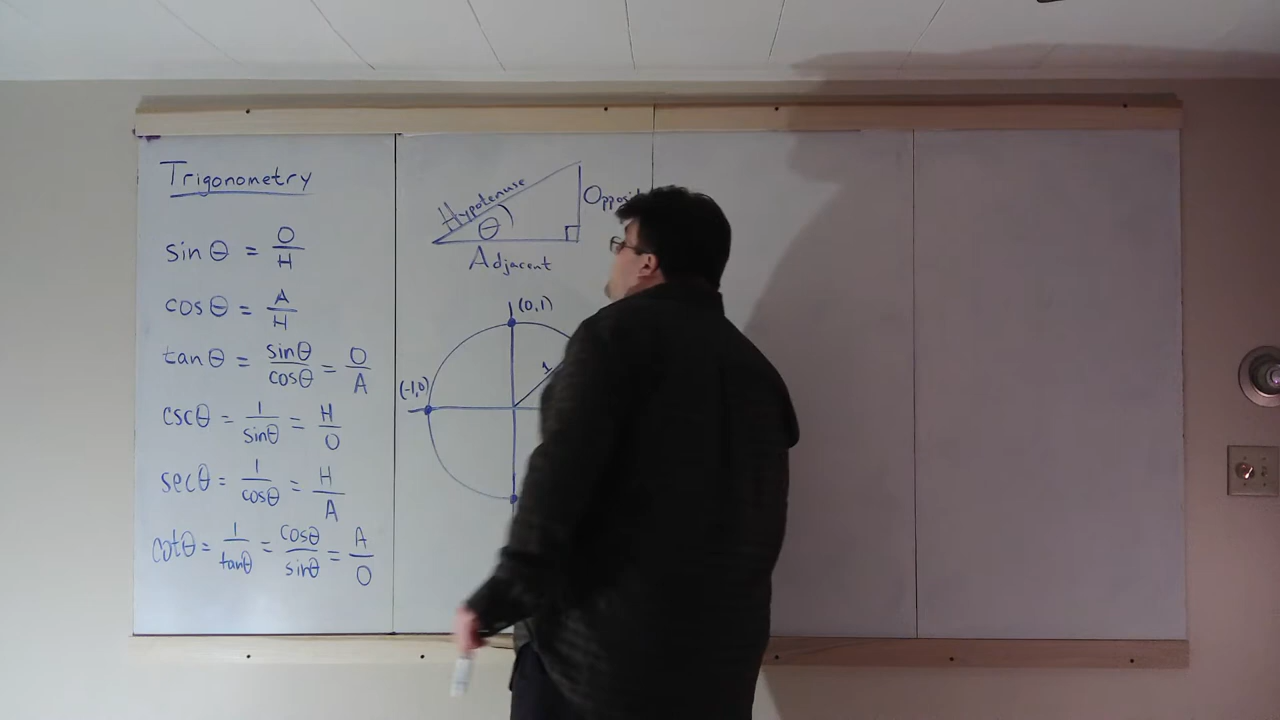 Trigonometry
sin θ = O/H
cos θ = A/H
tan θ = sinθ/cosθ = O/A
cscθ = 1/sinθ = H/O
secθ = 1/cosθ = H/A
cotθ = 1/tanθ = cosθ/sinθ = A/O
Hypotenuse
θ
Adjacent
(0,1)
1
(-1,0)